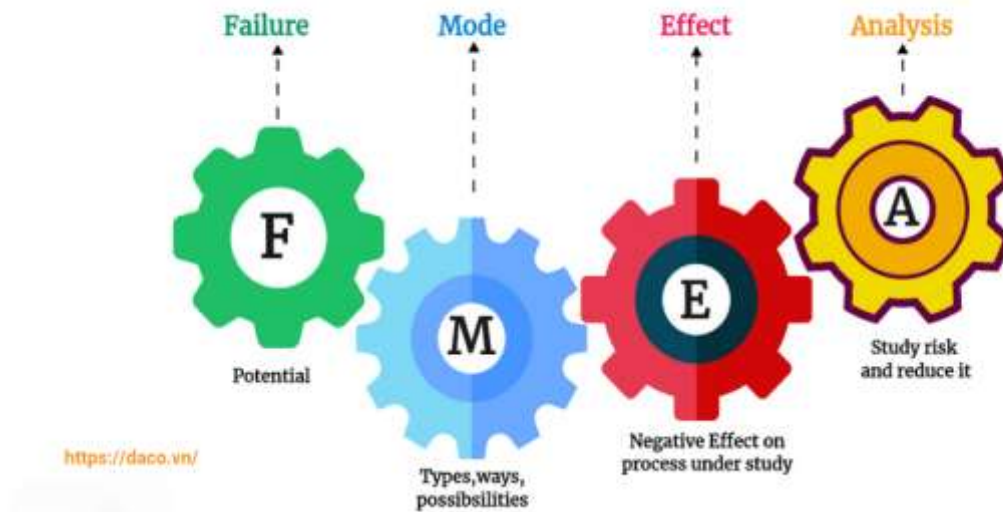 Failure
Mode
Effect
Analysis
F
M
E
A
Potential
Types,ways,
possibsilities
Negative Effect on
process under study
Study risk
and reduce it
https://daco.vn/